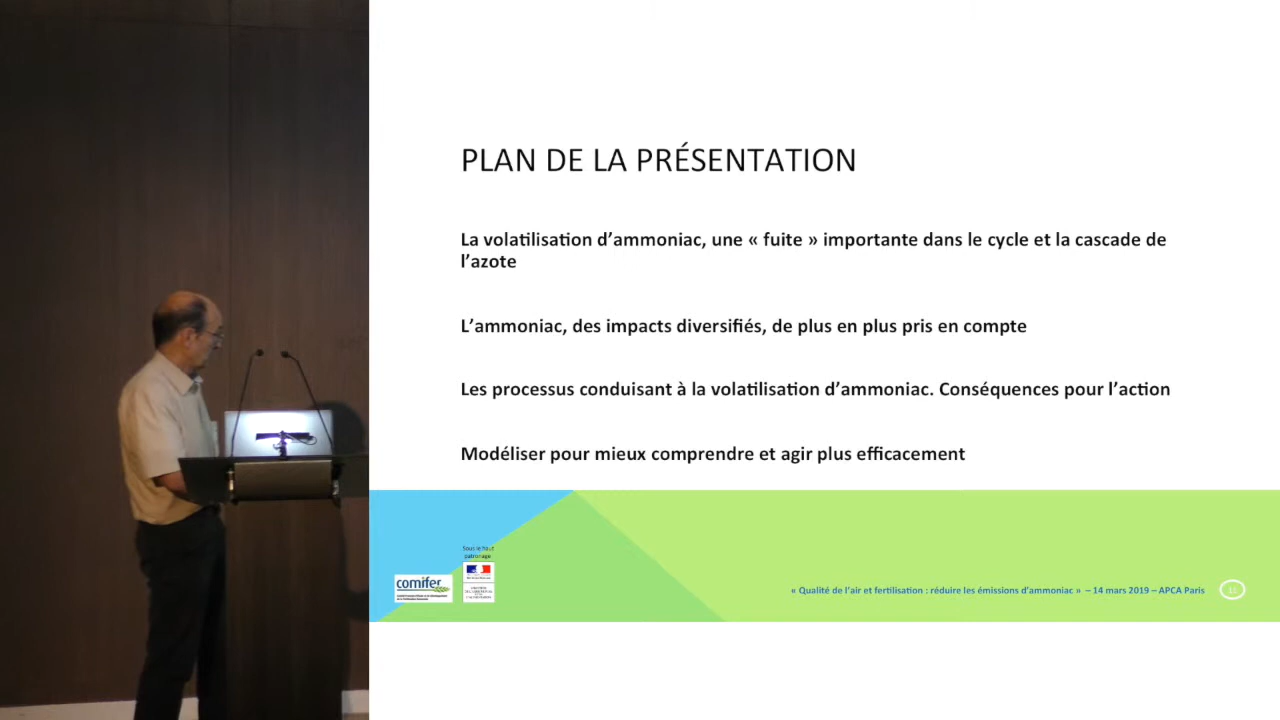 PLAN DE LA PRÉSENTATION
La volatilisation d’ammoniac, une « fuite » importante dans le cycle et la cascade de
l’azote
L’ammoniac, des impacts diversifiés, de plus en plus pris en compte
Les processus conduisant à la volatilisation d’ammoniac. Conséquences pour l’action
Modéliser pour mieux comprendre et agir plus efficacement
Sous le haut
patronage
comifer
« Qualité de l’air et fertilisation : réduire les émissions d’ammoniac » – 14 mars 2019 – APCA Paris